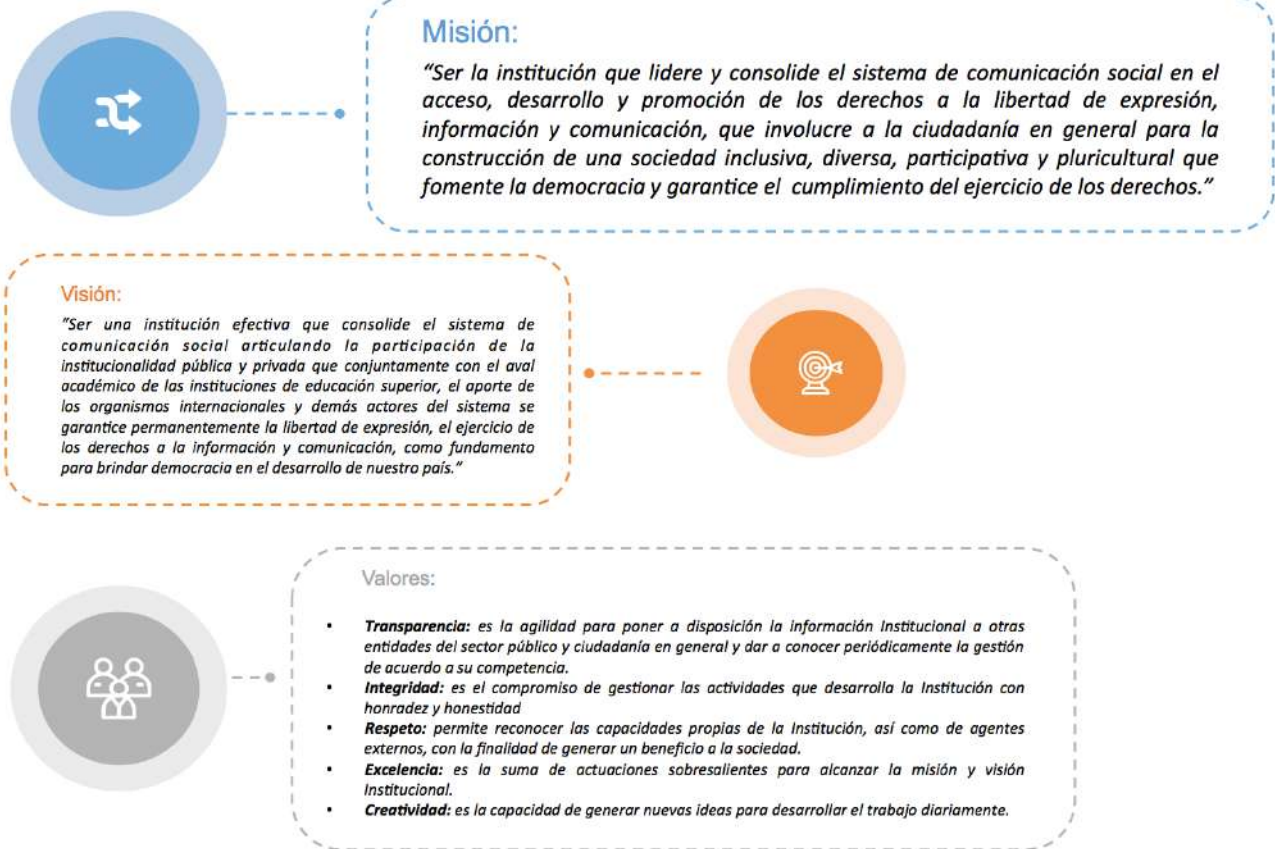 Misión:
“Ser la institución que lidere y consolide el sistema de comunicación social en el
acceso, desarrollo y promoción de los derechos a la libertad de expresión,
información y comunicación, que involucre a la ciudadanía en general para la
construcción de una sociedad inclusiva, diversa, participativa y pluricultural que
fomente la democracia y garantice el cumplimiento del ejercicio de los derechos.”
Visión:
“Ser una institución efectiva que consolide el sistema de
comunicación social articulando la participación de la
institucionalidad pública y privada que conjuntamente con el aval
académico de las instituciones de educación superior, el aporte de
los organismos internacionales y demás actores del sistema se
garantice permanentemente la libertad de expresión, el ejercicio de
los derechos a la información y comunicación, como fundamento
para brindar democracia en el desarrollo de nuestro país.”
Valores:
• Transparencia: es la agilidad para poner a disposición la información Institucional a otras
entidades del sector público y ciudadanía en general y dar a conocer periódicamente la gestión
de acuerdo a su competencia.
• Integridad: es el compromiso de gestionar las actividades que desarrolla la Institución con
honradez y honestidad
• Respeto: permite reconocer las capacidades propias de la Institución, así como de agentes
externos, con la finalidad de generar un beneficio a la sociedad.
• Excelencia: es la suma de actuaciones sobresalientes para alcanzar la misión y visión
Institucional.
• Creatividad: es la capacidad de generar nuevas ideas para desarrollar el trabajo diariamente.